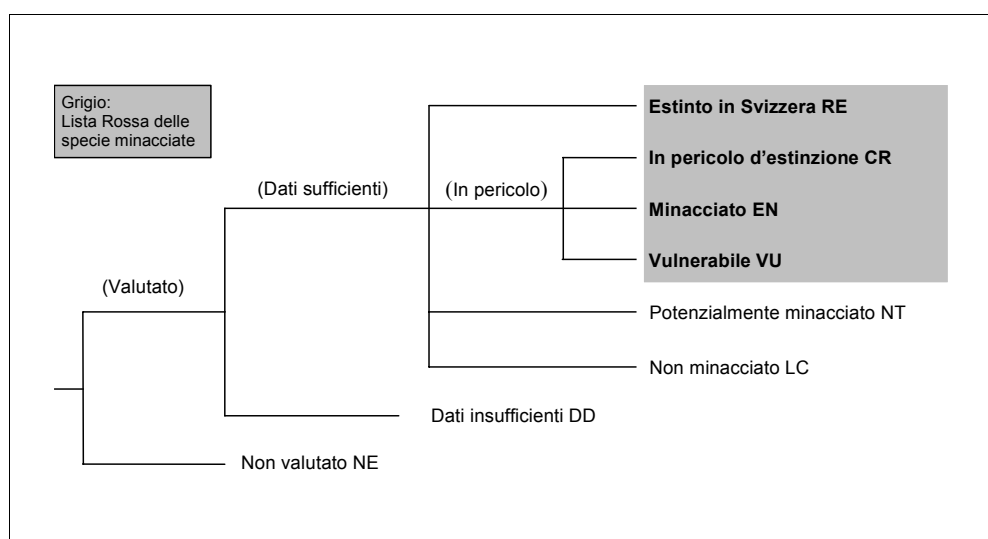 Grigio:
Lista Rossa delle
specie minacciate
Estinto in Svizzera RE
In pericolo d’estinzione CR
(Dati sufficienti)
(In pericolo)
Minacciato EN
Vulnerabile VU
(Valutato)
Potenzialmente minacciato NT
Non minacciato LC
Dati insufficienti DD
Non valutato NE